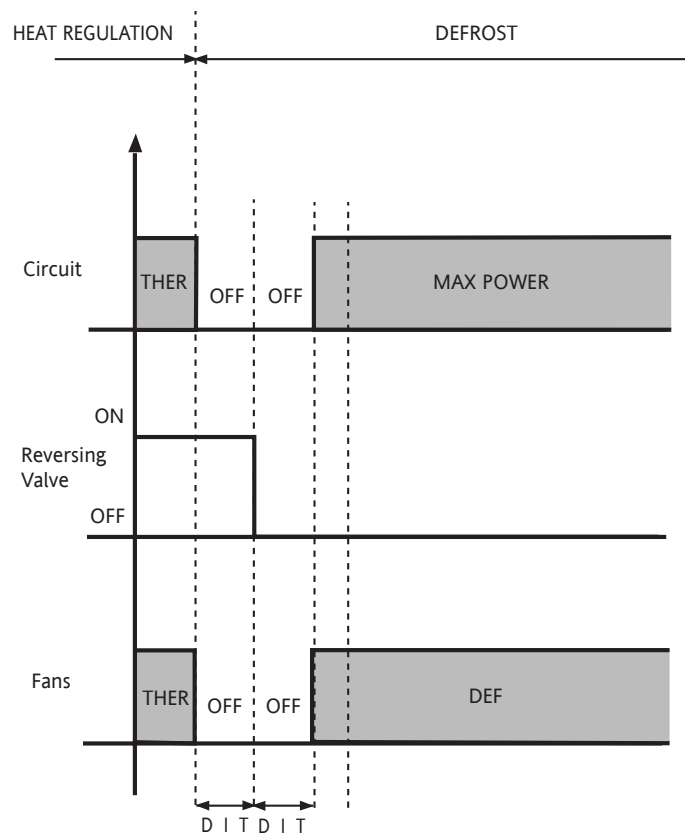 HEAT REGULATION
DEFROST
Circuit
THER
OFF
OFF
MAX POWER
ON
Reversing
Valve
OFF
Fans
THER
OFF
OFF
DEF
D I T
D I T